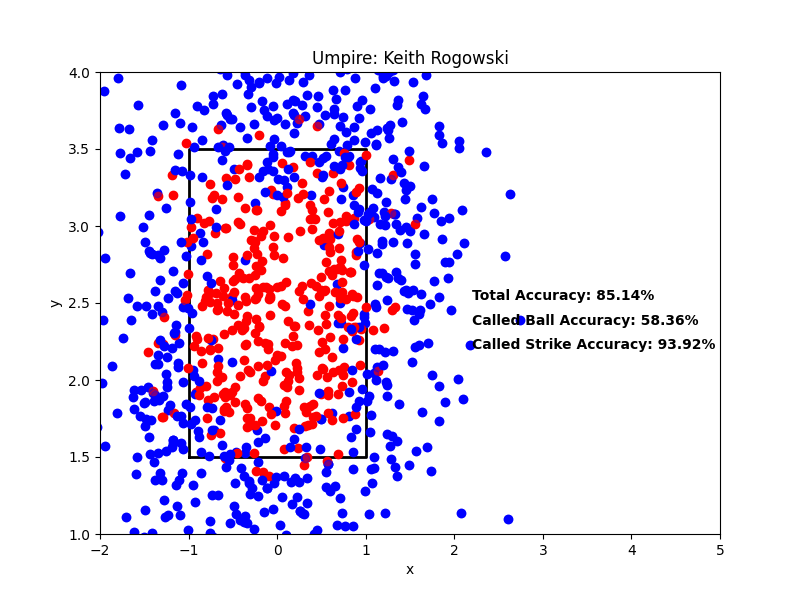 Umpire: Keith Rogowski
4.0
3.5
3.0
2.5
2.0
1.5
1.0
y
Total Accuracy: 85.14%
Called Ball Accuracy: 58.36%
Called Strike Accuracy: 93.92%
−2 −1 0 1 2 3 4 5
x